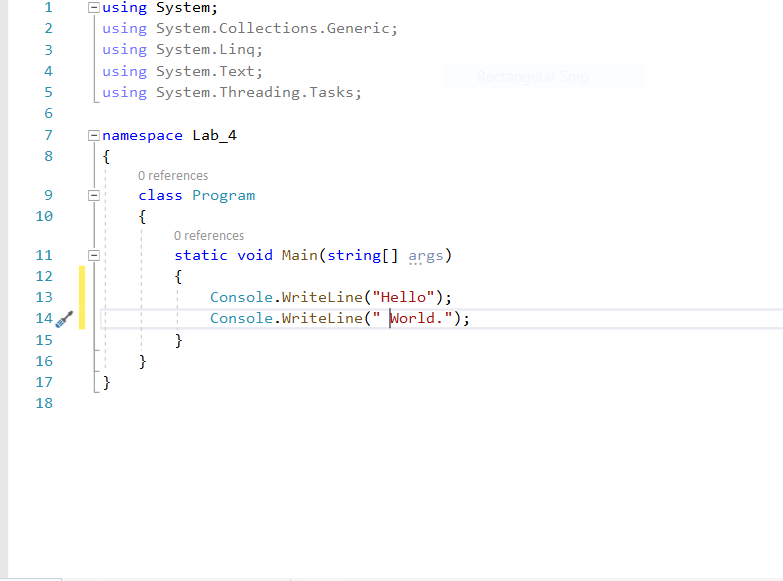 1 using System;
2 using System.Collections.Generic;
3 using System.Linq;
4 using System.Text;
5 using System.Threading.Tasks;
6
7 namespace Lab_4
8 {
0 references
9 class Program
10 {
0 references
11 static void Main(string[] args)
12 {
13 Console.WriteLine("Hello");
14 Console.WriteLine(" World.");
15 }
16 }
17 }
18
Rectangular Snip